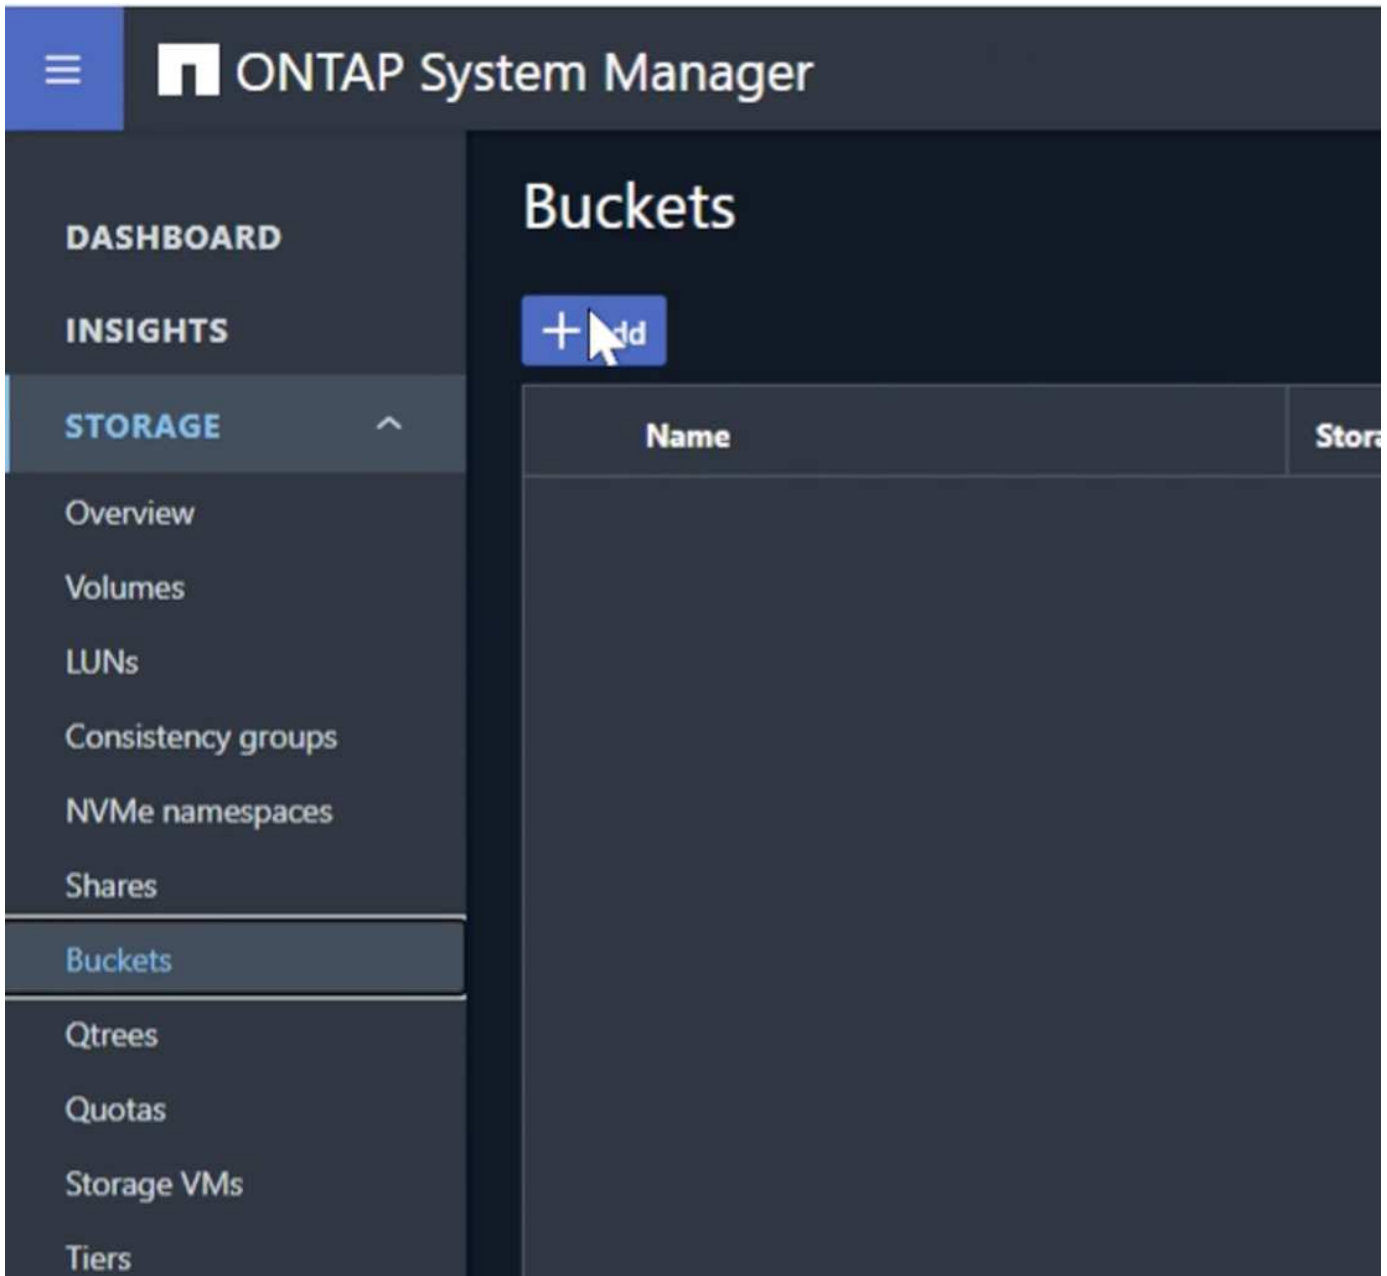 ONTAP System Manager
DASHBOARD
INSIGHTS
STORAGE
Overview
Volumes
LUNs
Consistency groups
NVMe namespaces
Shares
Buckets
Qtrees
Quotas
Storage VMs
Tiers
Buckets
+
Name